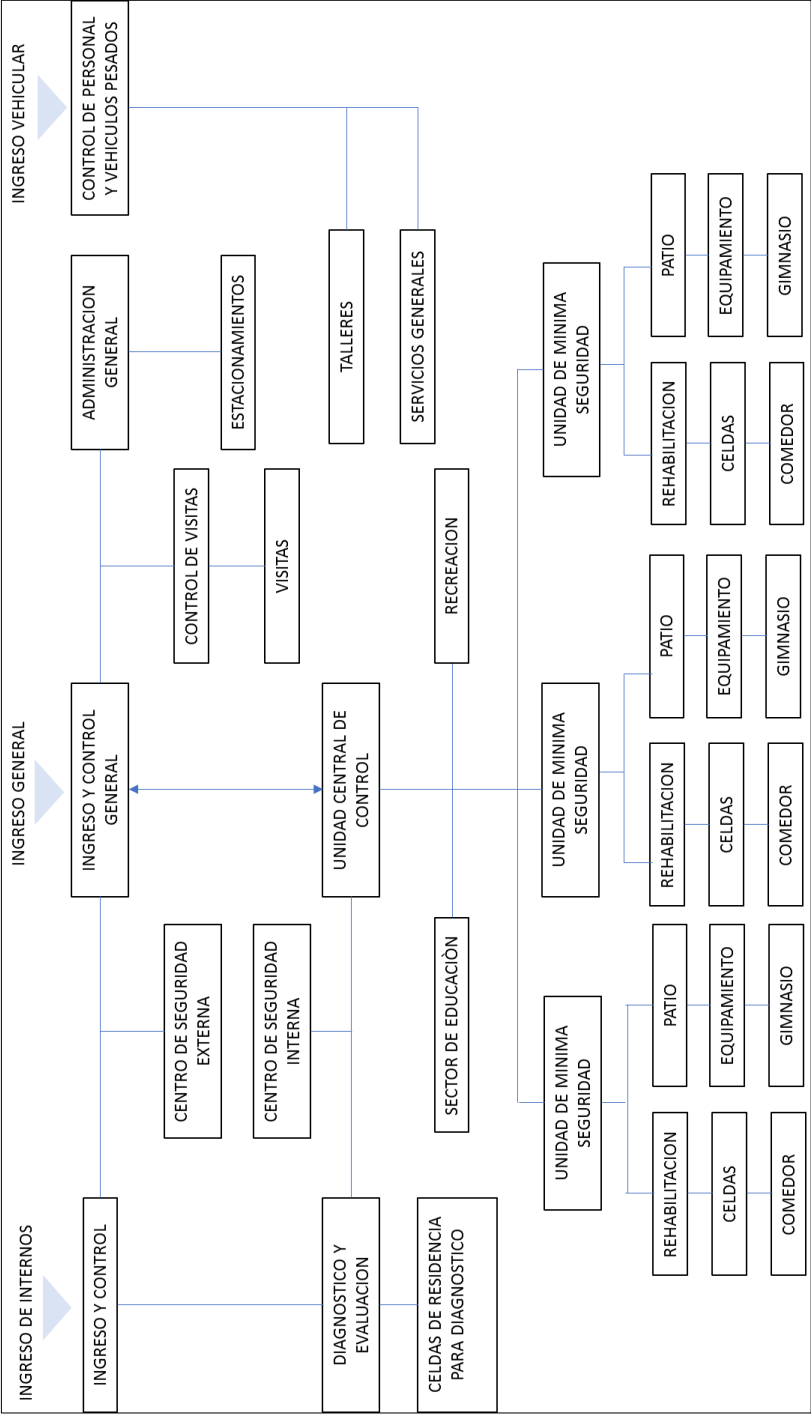 INGRESO DE INTERNOS
INGRESO GENERAL
INGRESO VEHICULAR
INGRESO Y CONTROL
INGRESO Y CONTROL
GENERAL
ADMINISTRACION
GENERAL
CONTROL DE PERSONAL
Y VEHICULOS PESADOS
CENTRO DE SEGURIDAD
EXTERNA
CONTROL DE VISITAS
ESTACIONAMIENTOS
CENTRO DE SEGURIDAD
INTERNA
VISITAS
DIAGNOSTICO Y
EVALUACION
UNIDAD CENTRAL DE
CONTROL
TALLERES
CELDAS DE RESIDENCIA
PARA DIAGNOSTICO
SECTOR DE EDUCACIÒN
RECREACION
SERVICIOS GENERALES
UNIDAD DE MINIMA
SEGURIDAD
UNIDAD DE MINIMA
SEGURIDAD
UNIDAD DE MINIMA
SEGURIDAD
REHABILITACION
PATIO
REHABILITACION
PATIO
REHABILITACION
PATIO
CELDAS
EQUIPAMIENTO
CELDAS
EQUIPAMIENTO
CELDAS
EQUIPAMIENTO
COMEDOR
GIMNASIO
COMEDOR
GIMNASIO
COMEDOR
GIMNASIO